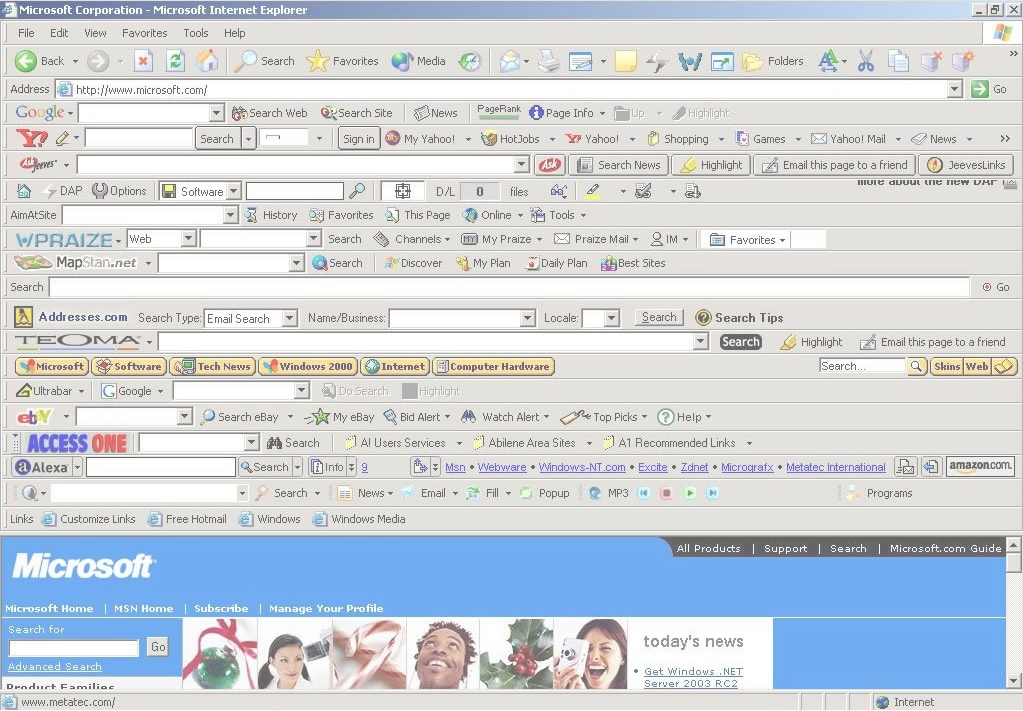 Microsoft Corporation - Microsoft Internet Explorer
File Edit View Favorites Tools Help
Back Search Favorites Media Folders »
Address http://www.microsoft.com/ Go
Google Search Web Search Site News PageRank Page Info Up Highlight
Y! Search Sign in My Yahoo! HotJobs Yahoo! Shopping Games Yahoo! Mail News »
Ask Jeeves Ask Search News Highlight Email this page to a friend JeevesLinks
DAP Options Software D/L 0 files more about the new DAP
AimAtSite History Favorites This Page Online Tools
WPRAIZE Web Search Channels MY My Praize Praize Mail IM Favorites
MapStan.net Search Discover My Plan Daily Plan Best Sites
Search Go
Addresses.com Search Type: Email Search Name/Business: Locale: Search Search Tips
TEOMA Search Highlight Email this page to a friend
Microsoft Software Tech News Windows 2000 Internet Computer Hardware Search... Skins Web
Ultrabar Google Do Search Highlight
ebY Search eBay My eBay Bid Alert Watch Alert Top Picks Help
ACCESS ONE Search AI Users Services Abilene Area Sites A1 Recommended Links
Alexa Search Info 9 Msn • Webware • Windows-NT.com • Excite • Zdnet • Micrografx • Metatec International amazon.com
Search News Email Fill Popup MP3 Programs
Links Customize Links Free Hotmail Windows Windows Media
All Products | Support | Search | Microsoft.com Guide
Microsoft
Microsoft Home | MSN Home | Subscribe | Manage Your Profile
Search for
Go
Advanced Search
Product Families
today's news
• Get Windows .NET
Server 2003 RC2
www.metatec.com/ Internet